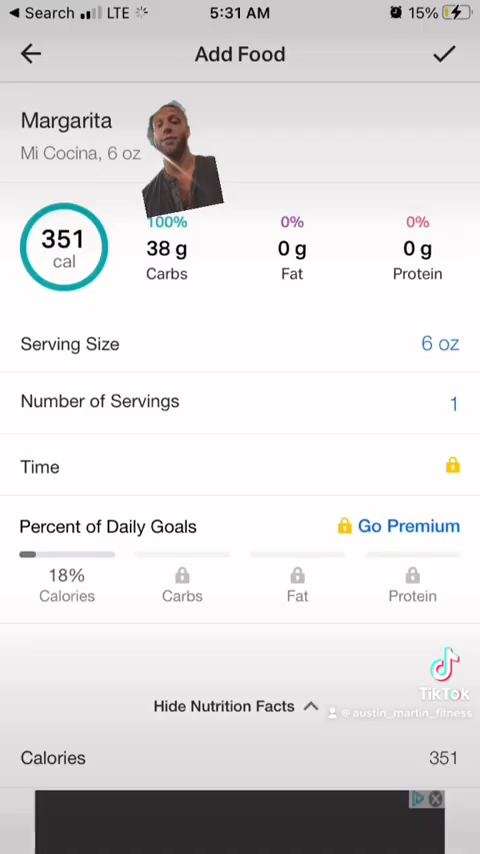 Search LTE 5:31 AM 15%
Add Food
Margarita
Mi Cocina, 6 oz
351
cal
100% 0% 0%
38 g 0 g 0 g
Carbs Fat Protein
Serving Size 6 oz
Number of Servings 1
Time
Percent of Daily Goals Go Premium
18%
Calories Carbs Fat Protein
TikTok
Hide Nutrition Facts
@austin_martin_fitness
Calories 351